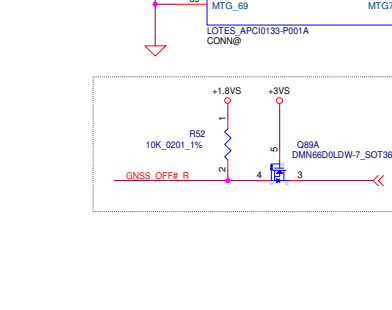 MTG_69
MTG7
LOTES_APCI0133-P001A
CONN@
+1.8VS
+3VS
1
R52
10K_0201_1%
2
5
Q89A
DMN66D0LDW-7_SOT36
GNSS_OFF#_R
4
3